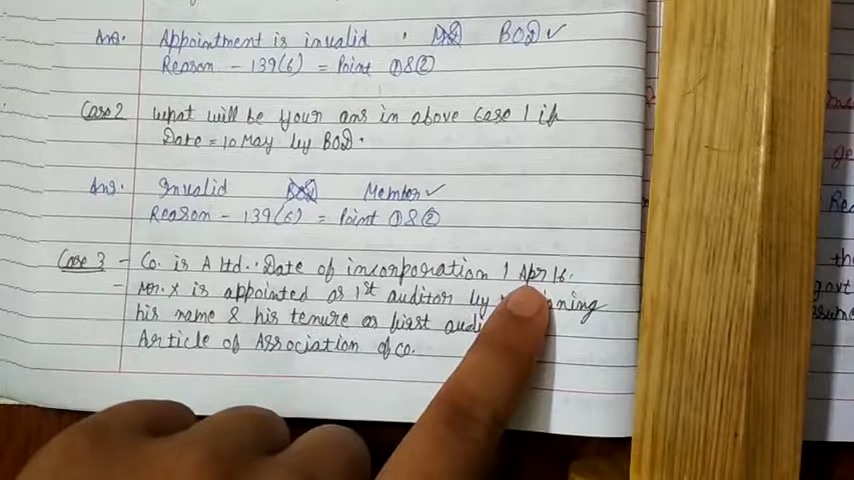 Ans. Appointment is invalid . BOD ✓
Reason - 139(6) = Point ① & ②
Case 2 what will be your ans in above case 1 if
Date = 10 May by BOD.
Ans. Invalid BOD Member ✓
Reason - 139(6) = Point ① & ②
Case 3 - Co. is A Ltd. Date of incorporation 1 Apr 16.
- Mr. X is appointed as 1st auditor by
his name & his tenure as first
Article of Association of Co.